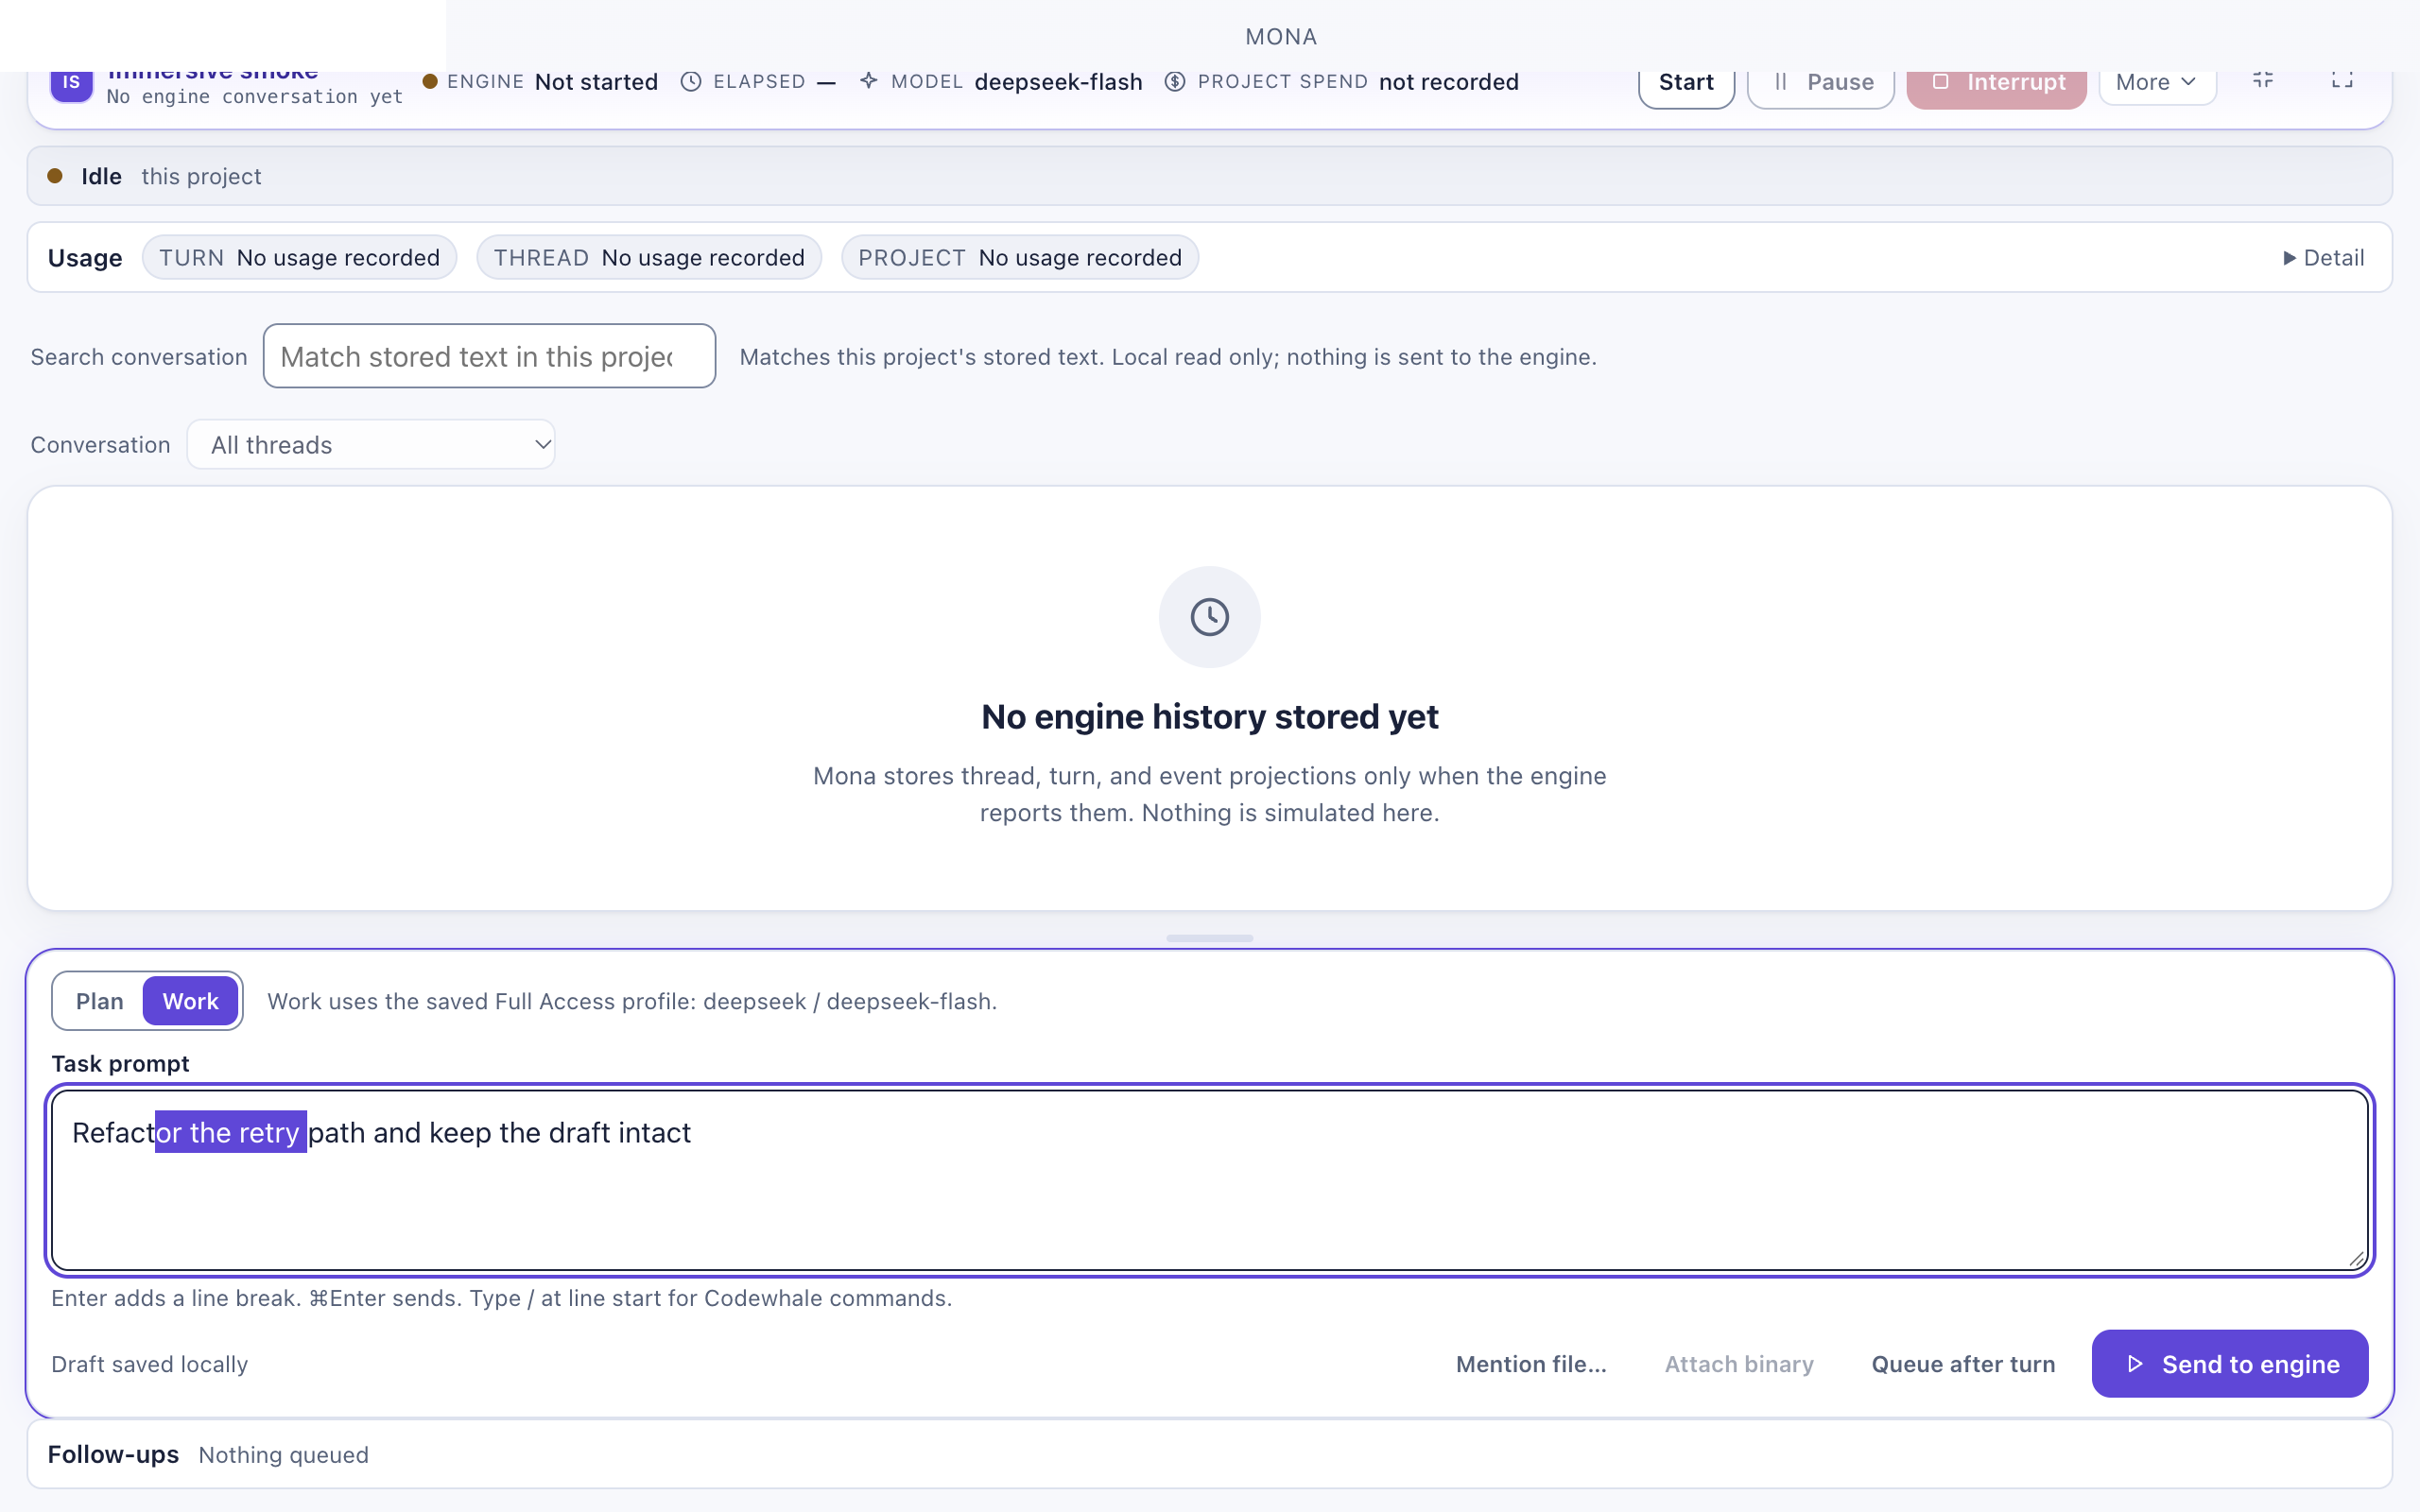 MONA
IS Immersive smoke
No engine conversation yet
ENGINE Not started ELAPSED — MODEL deepseek-flash PROJECT SPEND not recorded Start Pause Interrupt More
Idle this project
Usage TURN No usage recorded THREAD No usage recorded PROJECT No usage recorded Detail
Search conversation Match stored text in this projec Matches this project's stored text. Local read only; nothing is sent to the engine.
Conversation All threads
No engine history stored yet
Mona stores thread, turn, and event projections only when the engine
reports them. Nothing is simulated here.
Plan Work Work uses the saved Full Access profile: deepseek / deepseek-flash.
Task prompt
Refactor the retry path and keep the draft intact
Enter adds a line break. ⌘Enter sends. Type / at line start for Codewhale commands.
Draft saved locally Mention file... Attach binary Queue after turn Send to engine
Follow-ups Nothing queued